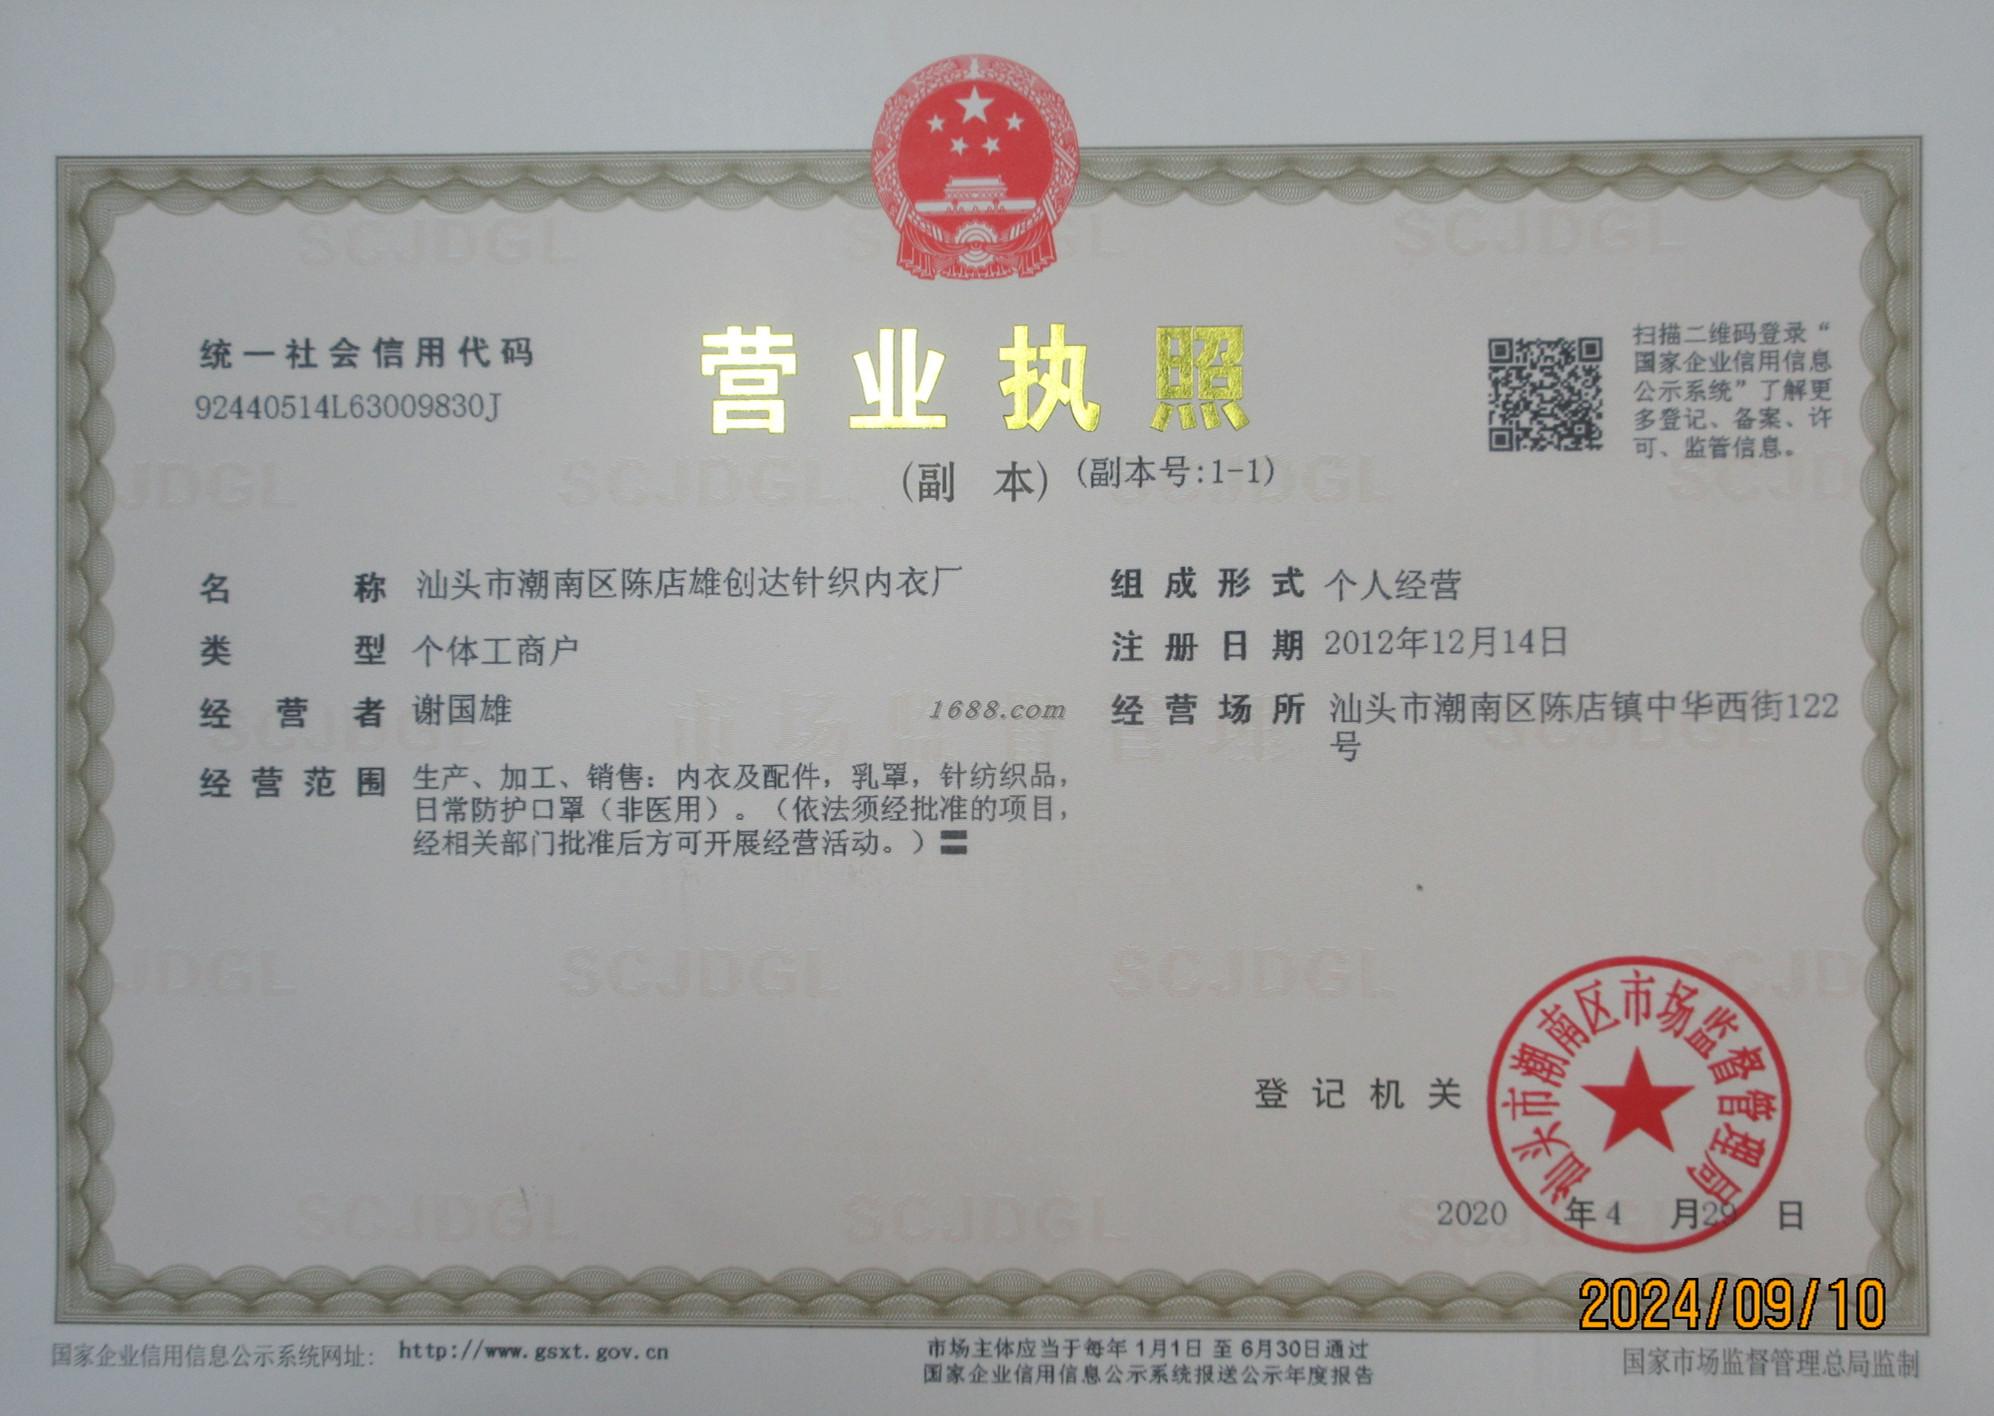 统一社会信用代码
92440514L63009830J
营业执照
(副 本) (副本号:1-1)
扫描二维码登录“
国家企业信用信息
公示系统”了解更
多登记、备案、许
可、监管信息。
名 称 汕头市潮南区陈店雄创达针织内衣厂
类 型 个体工商户
经 营 者 谢国雄
经 营 范 围 生产、加工、销售：内衣及配件，乳罩，针纺织品，
日常防护口罩（非医用）。（依法须经批准的项目，
经相关部门批准后方可开展经营活动。）
1688.com
组 成 形 式 个人经营
注 册 日 期 2012年12月14日
经 营 场 所 汕头市潮南区陈店镇中华西街122
号
市场监督管理
SCJDGL
登 记 机 关
汕头市潮南区市场监督管理局
2020 年 4 月 29 日
2024/09/10
国家企业信用信息公示系统网址： http://www.gsxt.gov.cn
市场主体应当于每年 1月1日 至 6月30日通过
国家企业信用信息公示系统报送公示年度报告
国家市场监督管理总局监制